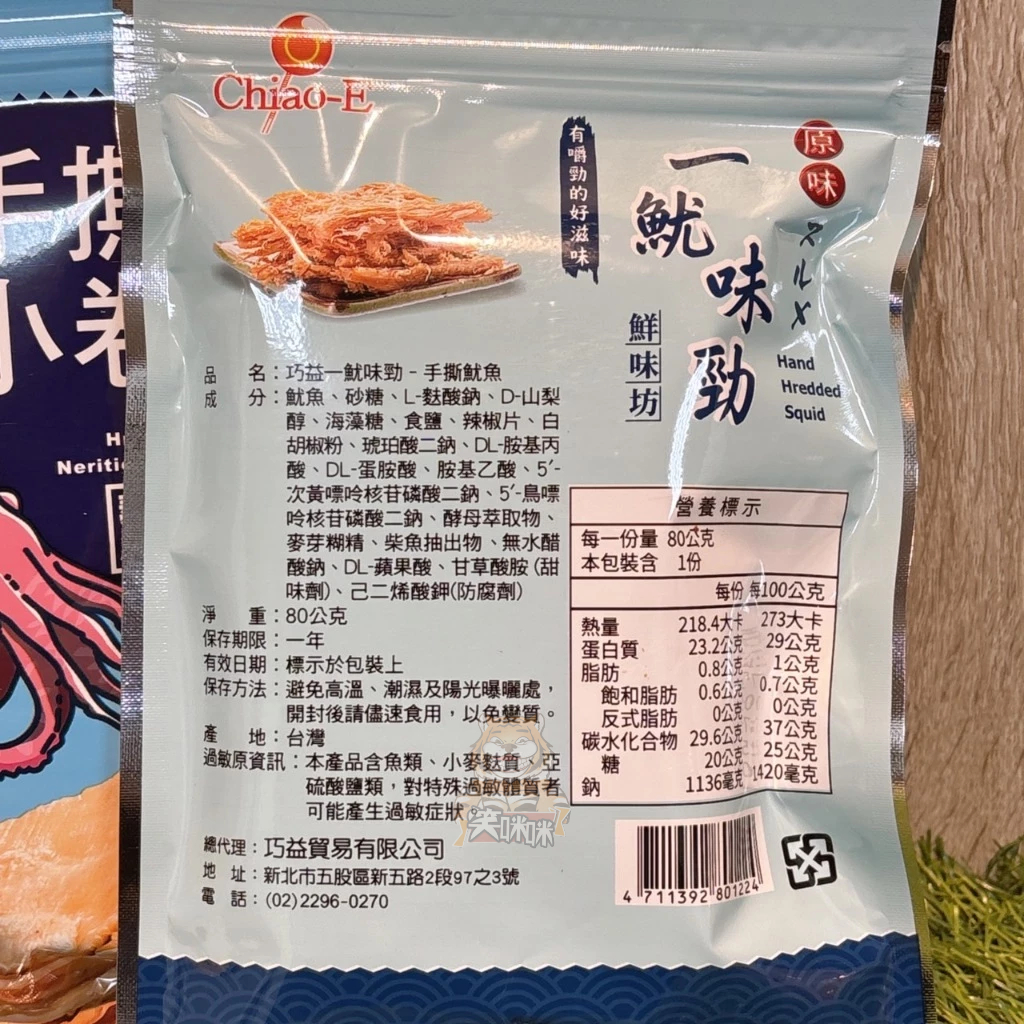 Chiao-E
有嚼勁的好滋味
原味
一魷味勁
スルメ
鮮味坊
Hand
Hredded
Squid
品名：巧益一魷味勁-手撕魷魚
成分：魷魚、砂糖、L-麩酸鈉、D-山梨
醇、海藻糖、食鹽、辣椒片、白
胡椒粉、琥珀酸二鈉、DL-胺基丙
酸、DL-蛋胺酸、胺基乙酸、5'-
次黃嘌呤核苷磷酸二鈉、5'-鳥嘌
呤核苷磷酸二鈉、酵母萃取物、
麥芽糊精、柴魚抽出物、無水醋
酸鈉、DL-蘋果酸、甘草酸胺(甜
味劑)、己二烯酸鉀(防腐劑)
淨重：80公克
保存期限：一年
有效日期：標示於包裝上
保存方法：避免高溫、潮濕及陽光曝曬處，
開封後請儘速食用，以免變質。
產地：台灣
過敏原資訊：本產品含魚類、小麥麩質、亞
硫酸鹽類，對特殊過敏體質者
可能產生過敏症狀
總代理：巧益貿易有限公司
地址：新北市五股區新五路2段97之3號
電話：(02)2296-0270
營養標示
每一份量 80公克
本包裝含 1份
每份 每100公克
熱量 218.4大卡 273大卡
蛋白質 23.2公克 29公克
脂肪 0.8公克 1公克
飽和脂肪 0.6公克 0.7公克
反式脂肪 0公克 0公克
碳水化合物 29.6公克 37公克
糖 20公克 25公克
鈉 1136毫克 1420毫克
4 711392 801224
笑咪咪
手撕
小卷
Neriti